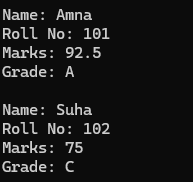 Name: Amna
Roll No: 101
Marks: 92.5
Grade: A

Name: Suha
Roll No: 102
Marks: 75
Grade: C